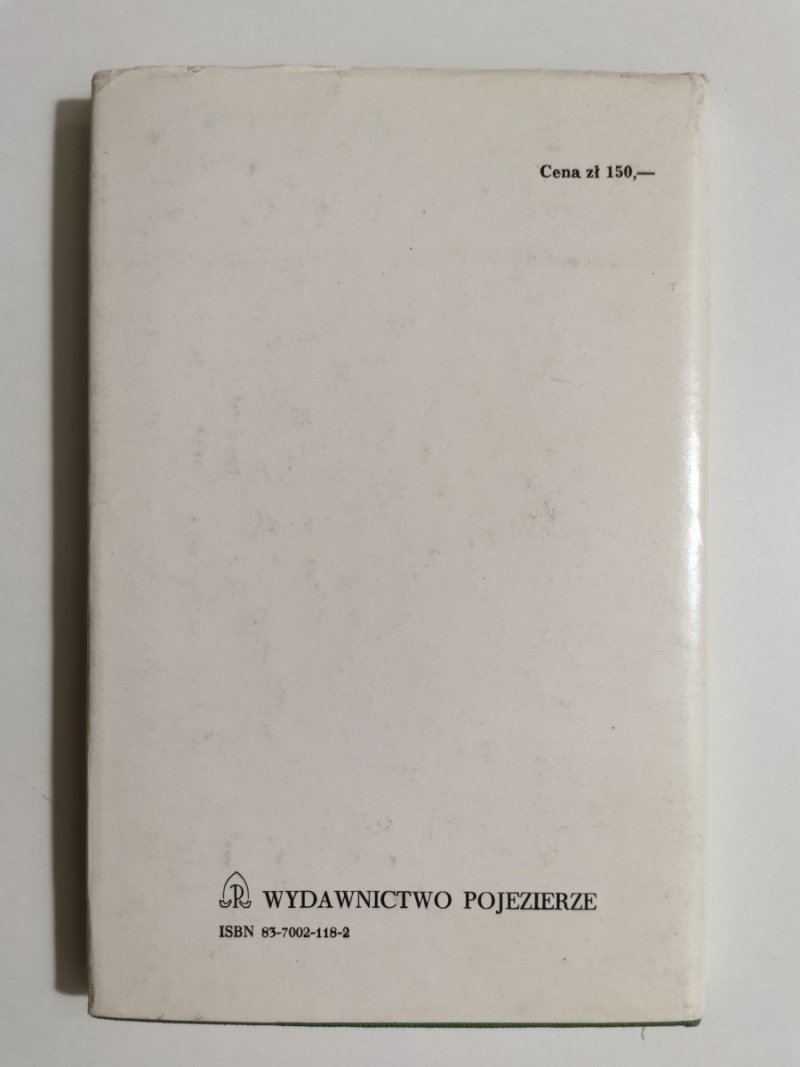 Cena zł 150,—
WYDAWNICTWO POJEZIERZE
ISBN 83-7002-118-2